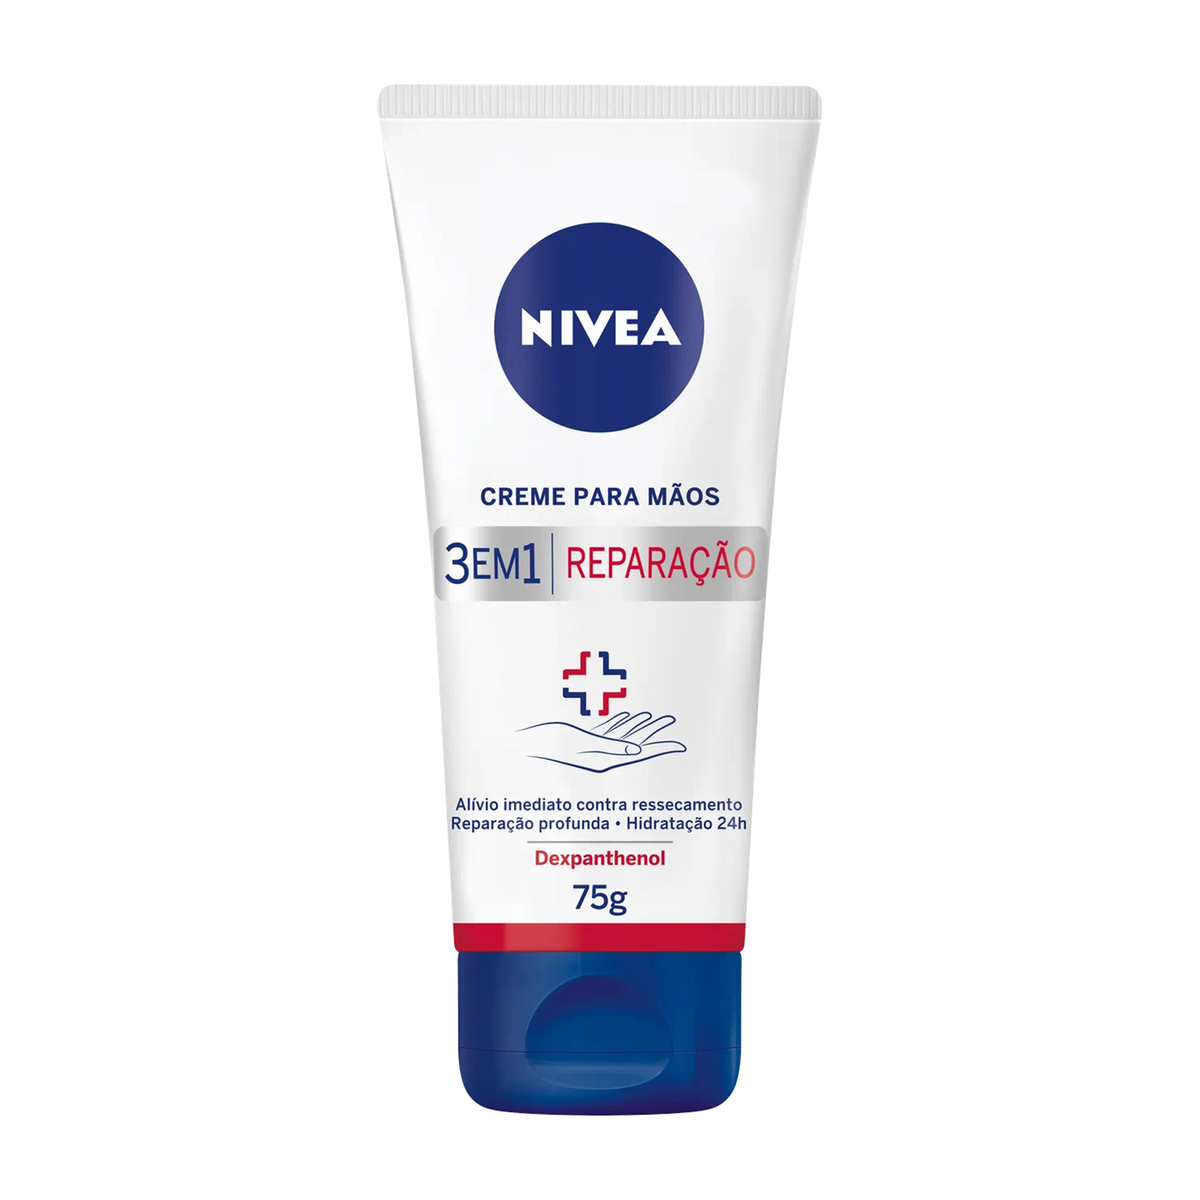 NIVEA
CREME PARA MÃOS
3EM1 | REPARAÇÃO
Alívio imediato contra ressecamento
Reparação profunda • Hidratação 24h
Dexpanthenol
75g